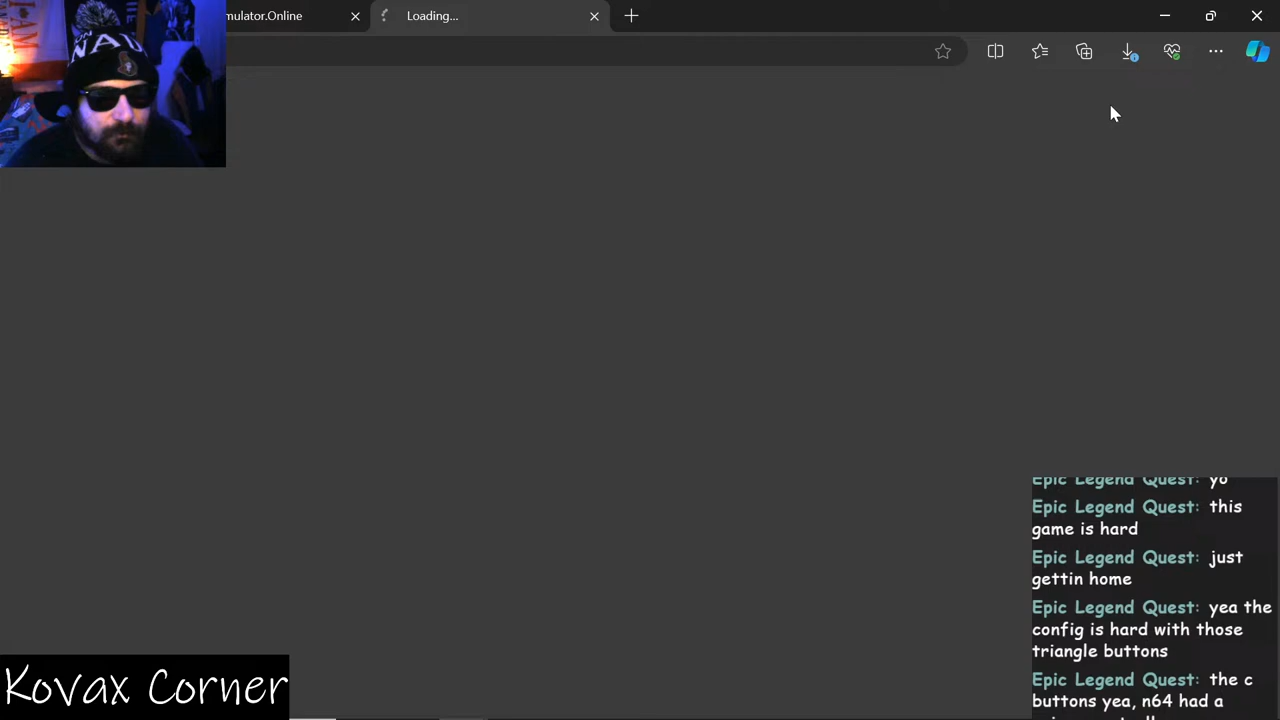 mulator.Online
Loading...
NAU
Epic Legend Quest: yo
Epic Legend Quest: this
game is hard
Epic Legend Quest: just
gettin home
Epic Legend Quest: yea the
config is hard with those
triangle buttons
Epic Legend Quest: the c
buttons yea, n64 had a
Kovax Corner